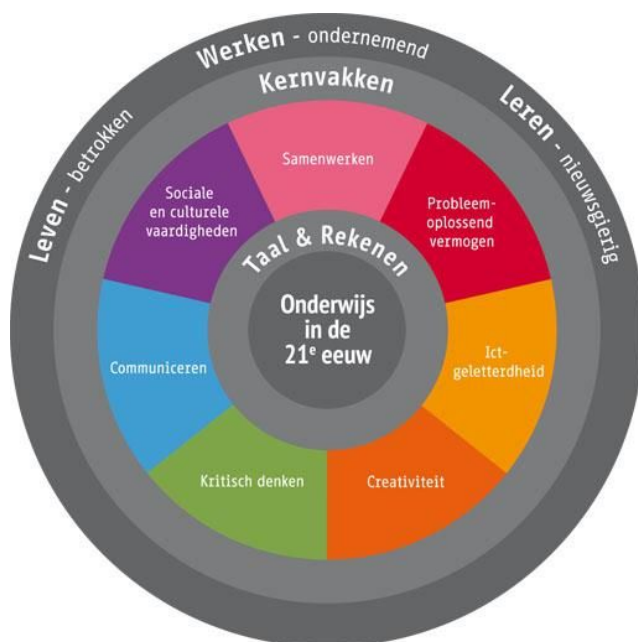 Werken - ondernemend
Leven - betrokken
Leren - nieuwsgierig
Kernvakken
Samenwerken
Sociale
en culturele
vaardigheden
Probleem-
oplossend
vermogen
Taal & Rekenen
Onderwijs
in de
21e eeuw
Communiceren
Ict-
geletterdheid
Kritisch denken
Creativiteit